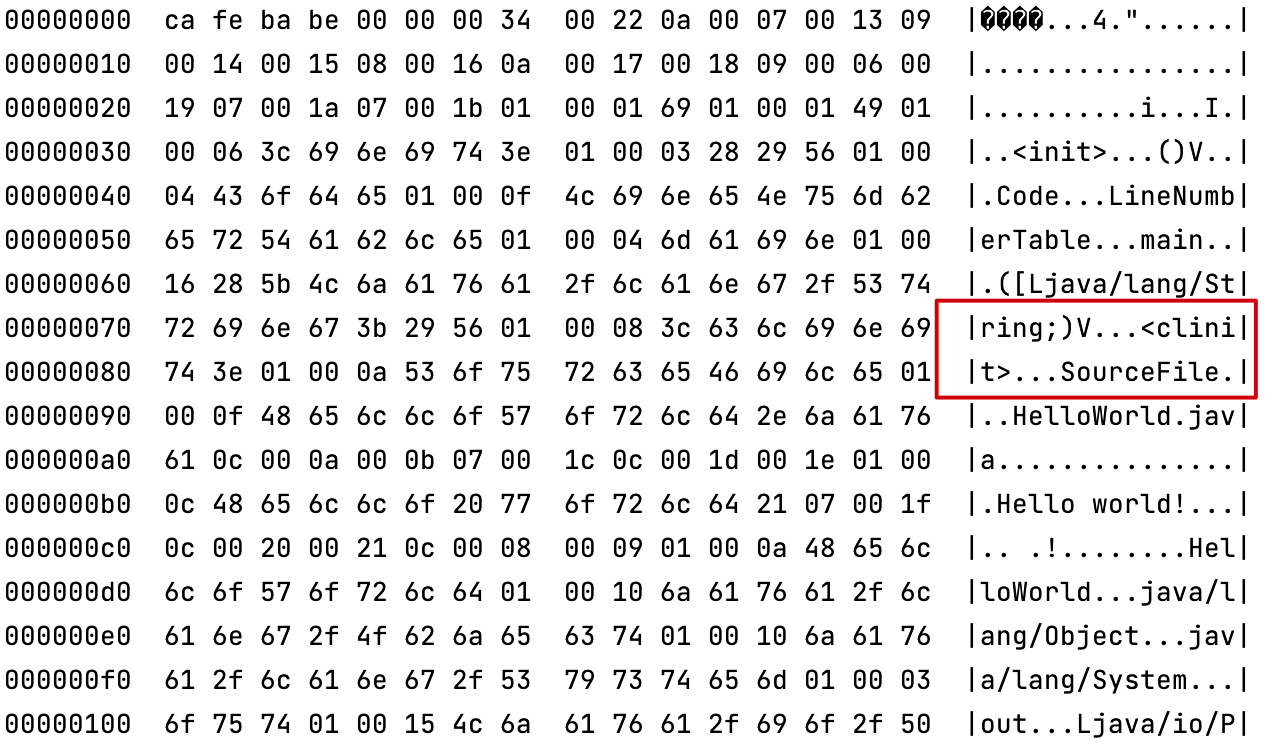 00000000  ca fe ba be 00 00 00 34  00 22 0a 00 07 00 13 09  |����...4."......|
00000010  00 14 00 15 08 00 16 0a  00 17 00 18 09 00 06 00  |................|
00000020  19 07 00 1a 07 00 1b 01  00 01 69 01 00 01 49 01  |..........i...I.|
00000030  00 06 3c 69 6e 69 74 3e  01 00 03 28 29 56 01 00  |..<init>...()V..|
00000040  04 43 6f 64 65 01 00 0f  4c 69 6e 65 4e 75 6d 62  |.Code...LineNumb|
00000050  65 72 54 61 62 6c 65 01  00 04 6d 61 69 6e 01 00  |erTable...main..|
00000060  16 28 5b 4c 6a 61 76 61  2f 6c 61 6e 67 2f 53 74  |.([Ljava/lang/St|
00000070  72 69 6e 67 3b 29 56 01  00 08 3c 63 6c 69 6e 69  |ring;)V...<clini|
00000080  74 3e 01 00 0a 53 6f 75  72 63 65 46 69 6c 65 01  |t>...SourceFile.|
00000090  00 0f 48 65 6c 6c 6f 57  6f 72 6c 64 2e 6a 61 76  |..HelloWorld.jav|
000000a0  61 0c 00 0a 00 0b 07 00  1c 0c 00 1d 00 1e 01 00  |a...............|
000000b0  0c 48 65 6c 6c 6f 20 77  6f 72 6c 64 21 07 00 1f  |.Hello world!...|
000000c0  0c 00 20 00 21 0c 00 08  00 09 01 00 0a 48 65 6c  |.. .!........Hel|
000000d0  6c 6f 57 6f 72 6c 64 01  00 10 6a 61 76 61 2f 6c  |loWorld...java/l|
000000e0  61 6e 67 2f 4f 62 6a 65  63 74 01 00 10 6a 61 76  |ang/Object...jav|
000000f0  61 2f 6c 61 6e 67 2f 53  79 73 74 65 6d 01 00 03  |a/lang/System...|
00000100  6f 75 74 01 00 15 4c 6a  61 76 61 2f 69 6f 2f 50  |out...Ljava/io/P|